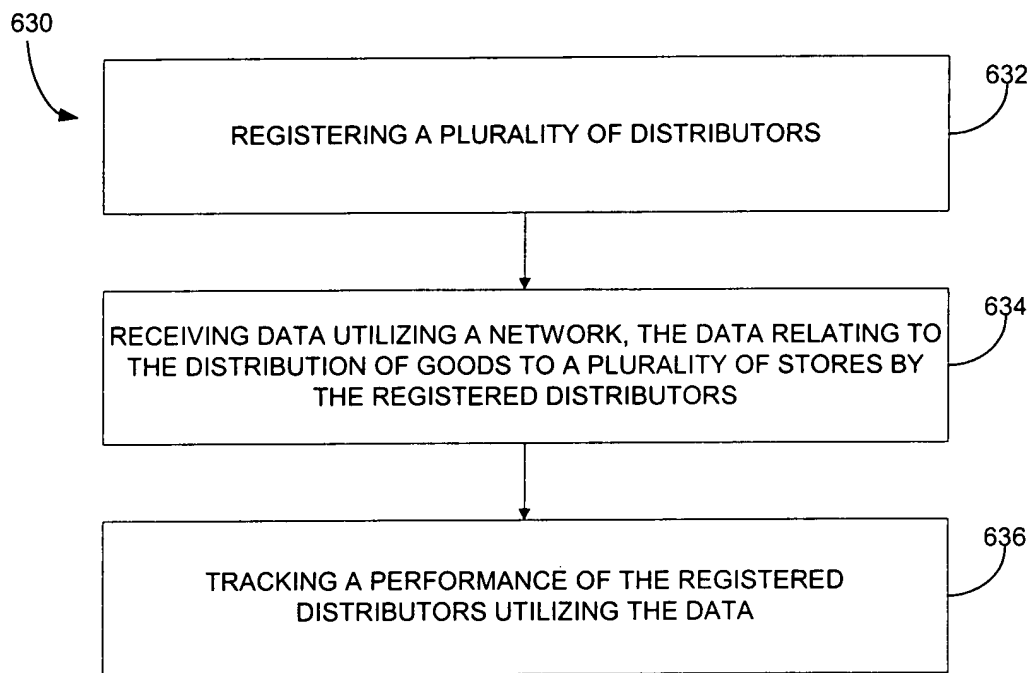 630
632
REGISTERING A PLURALITY OF DISTRIBUTORS
634
RECEIVING DATA UTILIZING A NETWORK, THE DATA RELATING TO
THE DISTRIBUTION OF GOODS TO A PLURALITY OF STORES BY
THE REGISTERED DISTRIBUTORS
636
TRACKING A PERFORMANCE OF THE REGISTERED
DISTRIBUTORS UTILIZING THE DATA